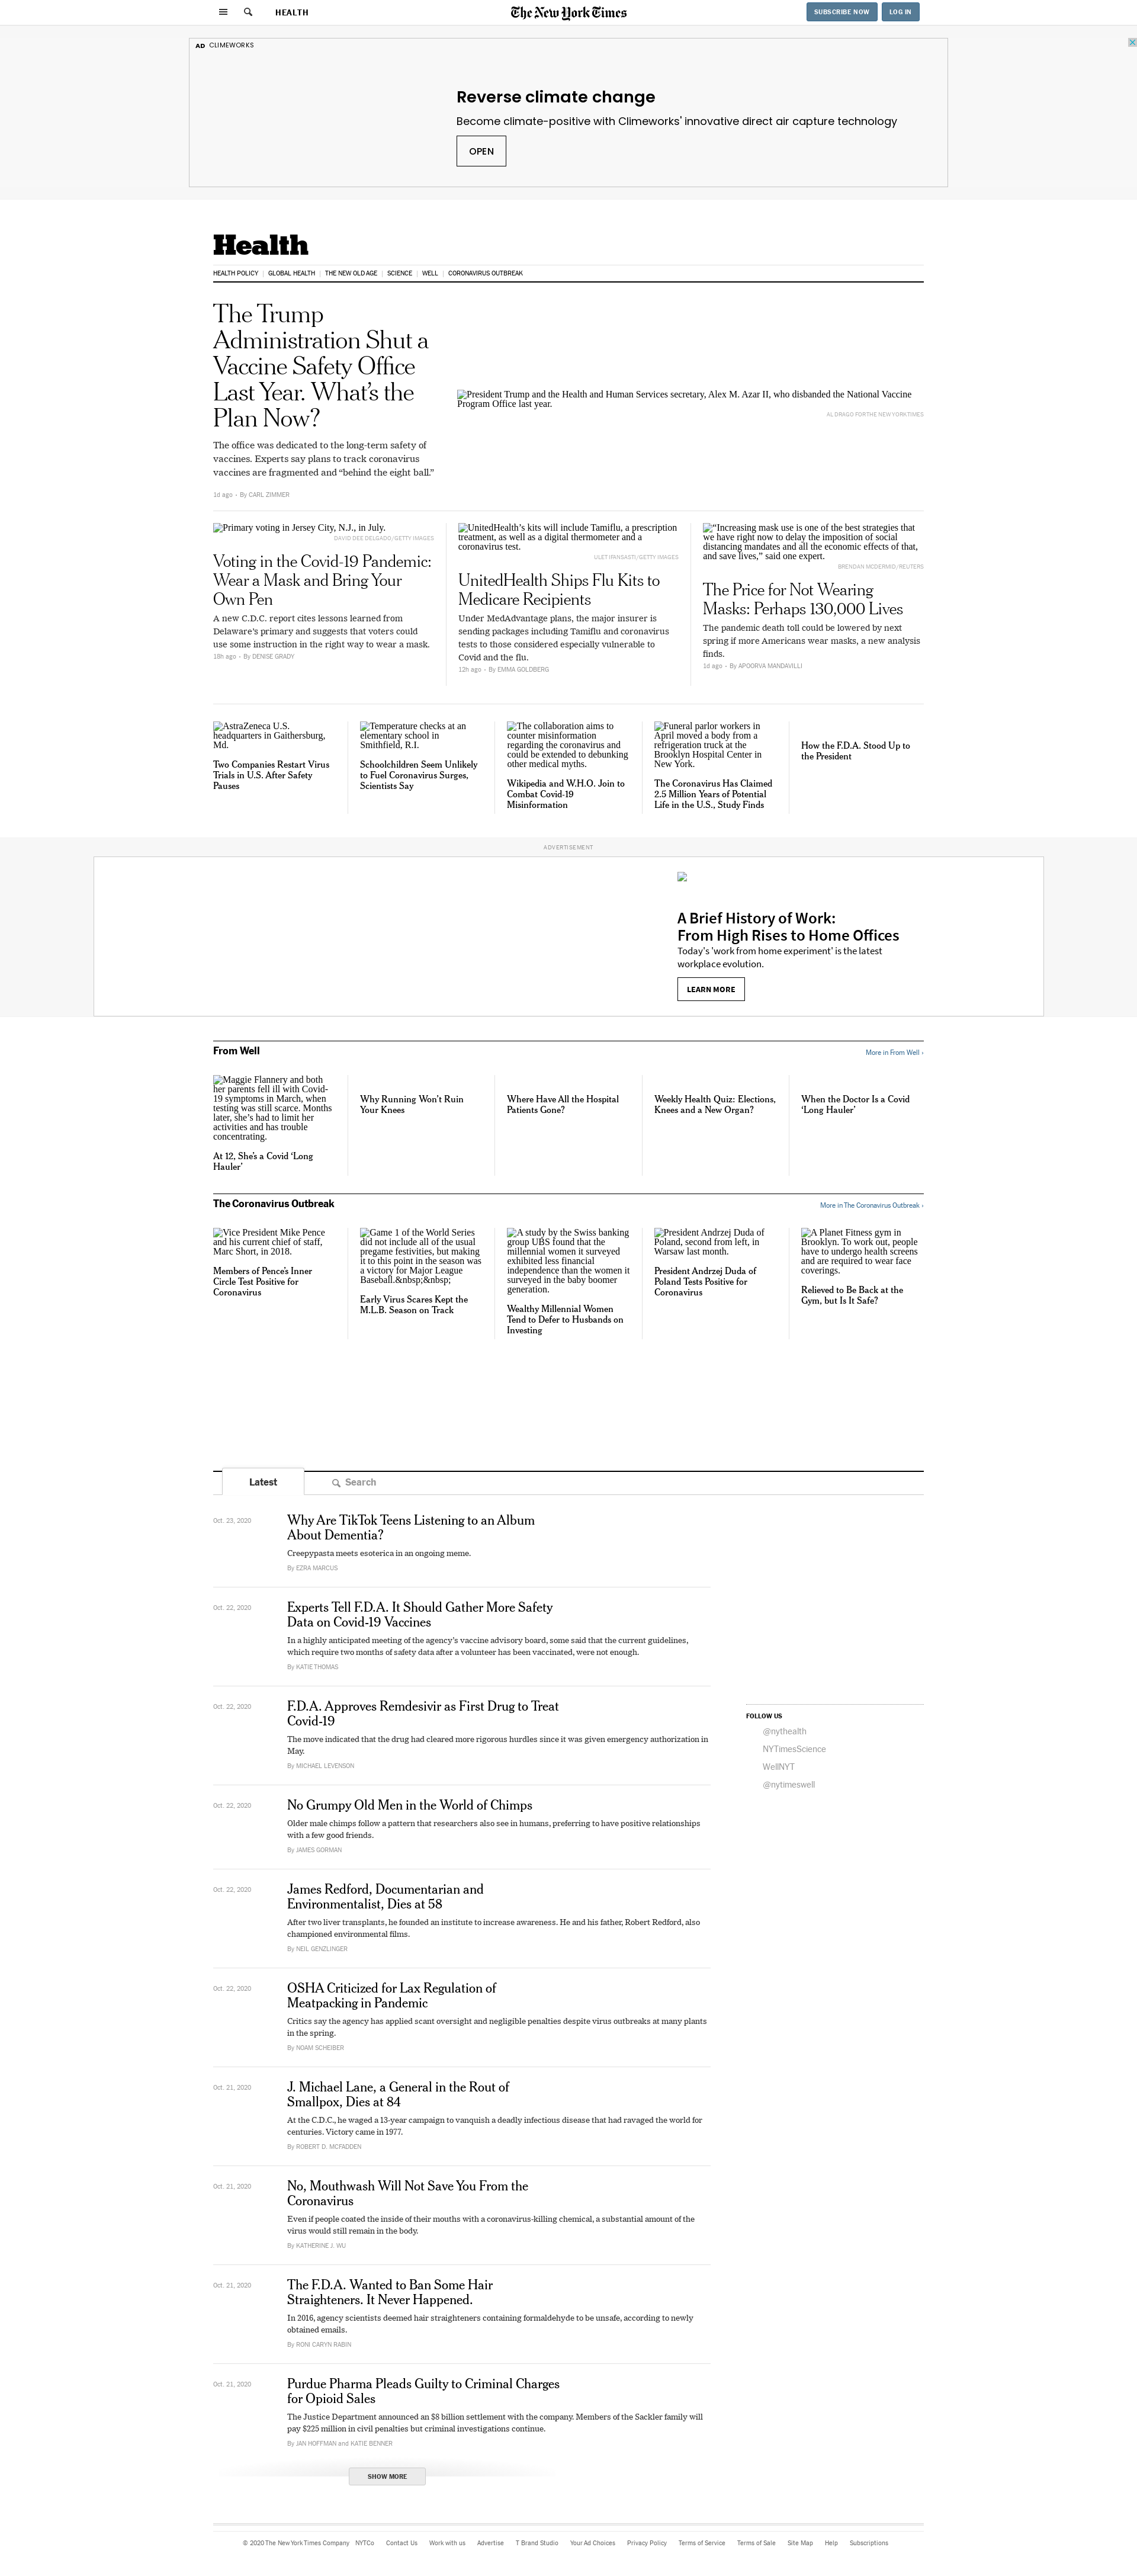 HEALTH
The New York Times
SUBSCRIBE NOW
LOG IN
AD CLIMEWORKS
Reverse climate change
Become climate-positive with Climeworks' innovative direct air capture technology
OPEN
Health
HEALTH POLICY | GLOBAL HEALTH | THE NEW OLD AGE | SCIENCE | WELL | CORONAVIRUS OUTBREAK
The Trump
Administration Shut a
Vaccine Safety Office
Last Year. What's the
Plan Now?
The office was dedicated to the long-term safety of
vaccines. Experts say plans to track coronavirus
vaccines are fragmented and “behind the eight ball.”
1d ago - By CARL ZIMMER
President Trump and the Health and Human Services secretary, Alex M. Azar II, who disbanded the National Vaccine
Program Office last year.
AL DRAGO FOR THE NEW YORK TIMES
Primary voting in Jersey City, N.J., in July.
DAVID DEE DELGADO/GETTY IMAGES
Voting in the Covid-19 Pandemic:
Wear a Mask and Bring Your
Own Pen
A new C.D.C. report cites lessons learned from
Delaware's primary and suggests that voters could
use some instruction in the right way to wear a mask.
18h ago - By DENISE GRADY
UnitedHealth's kits will include Tamiflu, a prescription
treatment, as well as a digital thermometer and a
coronavirus test.
ULET IFANSASTI/GETTY IMAGES
UnitedHealth Ships Flu Kits to
Medicare Recipients
Under MedAdvantage plans, the major insurer is
sending packages including Tamiflu and coronavirus
tests to those considered especially vulnerable to
Covid and the flu.
12h ago - By EMMA GOLDBERG
“Increasing mask use is one of the best strategies that
we have right now to delay the imposition of social
distancing mandates and all the economic effects of that,
and save lives,” said one expert.
BRENDAN MCDERMID/REUTERS
The Price for Not Wearing
Masks: Perhaps 130,000 Lives
The pandemic death toll could be lowered by next
spring if more Americans wear masks, a new analysis
finds.
1d ago - By APOORVA MANDAVILLI
AstraZeneca U.S.
headquarters in Gaithersburg,
Md.
Two Companies Restart Virus
Trials in U.S. After Safety
Pauses
Temperature checks at an
elementary school in
Smithfield, R.I.
Schoolchildren Seem Unlikely
to Fuel Coronavirus Surges,
Scientists Say
The collaboration aims to
counter misinformation
regarding the coronavirus and
could be extended to debunking
other medical myths.
Wikipedia and W.H.O. Join to
Combat Covid-19
Misinformation
Funeral parlor workers in
April moved a body from a
refrigeration truck at the
Brooklyn Hospital Center in
New York.
The Coronavirus Has Claimed
2.5 Million Years of Potential
Life in the U.S., Study Finds
How the F.D.A. Stood Up to
the President
ADVERTISEMENT
A Brief History of Work:
From High Rises to Home Offices
Today's 'work from home experiment' is the latest
workplace evolution.
LEARN MORE
From Well
More in From Well ›
Maggie Flannery and both
her parents fell ill with Covid-
19 symptoms in March, when
testing was still scarce. Months
later, she's had to limit her
activities and has trouble
concentrating.
At 12, She's a Covid ‘Long
Hauler’
Why Running Won't Ruin
Your Knees
Where Have All the Hospital
Patients Gone?
Weekly Health Quiz: Elections,
Knees and a New Organ?
When the Doctor Is a Covid
‘Long Hauler’
The Coronavirus Outbreak
More in The Coronavirus Outbreak ›
Vice President Mike Pence
and his current chief of staff,
Marc Short, in 2018.
Members of Pence's Inner
Circle Test Positive for
Coronavirus
Game 1 of the World Series
did not include all of the usual
pregame festivities, but making
it to this point in the season was
a victory for Major League
Baseball.&nbsp;&nbsp;
Early Virus Scares Kept the
M.L.B. Season on Track
A study by the Swiss banking
group UBS found that the
millennial women it surveyed
exhibited less financial
independence than the women it
surveyed in the baby boomer
generation.
Wealthy Millennial Women
Tend to Defer to Husbands on
Investing
President Andrzej Duda of
Poland, second from left, in
Warsaw last month.
President Andrzej Duda of
Poland Tests Positive for
Coronavirus
A Planet Fitness gym in
Brooklyn. To work out, people
have to undergo health screens
and are required to wear face
coverings.
Relieved to Be Back at the
Gym, but Is It Safe?
Latest
Search
Oct. 23, 2020
Why Are TikTok Teens Listening to an Album
About Dementia?
Creepypasta meets esoterica in an ongoing meme.
By EZRA MARCUS
Oct. 22, 2020
Experts Tell F.D.A. It Should Gather More Safety
Data on Covid-19 Vaccines
In a highly anticipated meeting of the agency's vaccine advisory board, some said that the current guidelines,
which require two months of safety data after a volunteer has been vaccinated, were not enough.
By KATIE THOMAS
Oct. 22, 2020
F.D.A. Approves Remdesivir as First Drug to Treat
Covid-19
The move indicated that the drug had cleared more rigorous hurdles since it was given emergency authorization in
May.
By MICHAEL LEVENSON
Oct. 22, 2020
No Grumpy Old Men in the World of Chimps
Older male chimps follow a pattern that researchers also see in humans, preferring to have positive relationships
with a few good friends.
By JAMES GORMAN
Oct. 22, 2020
James Redford, Documentarian and
Environmentalist, Dies at 58
After two liver transplants, he founded an institute to increase awareness. He and his father, Robert Redford, also
championed environmental films.
By NEIL GENZLINGER
Oct. 22, 2020
OSHA Criticized for Lax Regulation of
Meatpacking in Pandemic
Critics say the agency has applied scant oversight and negligible penalties despite virus outbreaks at many plants
in the spring.
By NOAM SCHEIBER
Oct. 21, 2020
J. Michael Lane, a General in the Rout of
Smallpox, Dies at 84
At the C.D.C., he waged a 13-year campaign to vanquish a deadly infectious disease that had ravaged the world for
centuries. Victory came in 1977.
By ROBERT D. MCFADDEN
Oct. 21, 2020
No, Mouthwash Will Not Save You From the
Coronavirus
Even if people coated the inside of their mouths with a coronavirus-killing chemical, a substantial amount of the
virus would still remain in the body.
By KATHERINE J. WU
Oct. 21, 2020
The F.D.A. Wanted to Ban Some Hair
Straighteners. It Never Happened.
In 2016, agency scientists deemed hair straighteners containing formaldehyde to be unsafe, according to newly
obtained emails.
By RONI CARYN RABIN
Oct. 21, 2020
Purdue Pharma Pleads Guilty to Criminal Charges
for Opioid Sales
The Justice Department announced an $8 billion settlement with the company. Members of the Sackler family will
pay $225 million in civil penalties but criminal investigations continue.
By JAN HOFFMAN and KATIE BENNER
SHOW MORE
FOLLOW US
@nythealth
NYTimesScience
WellNYT
@nytimeswell
© 2020 The New York Times Company NYTCo Contact Us Work with us Advertise T Brand Studio Your Ad Choices Privacy Policy Terms of Service Terms of Sale Site Map Help Subscriptions